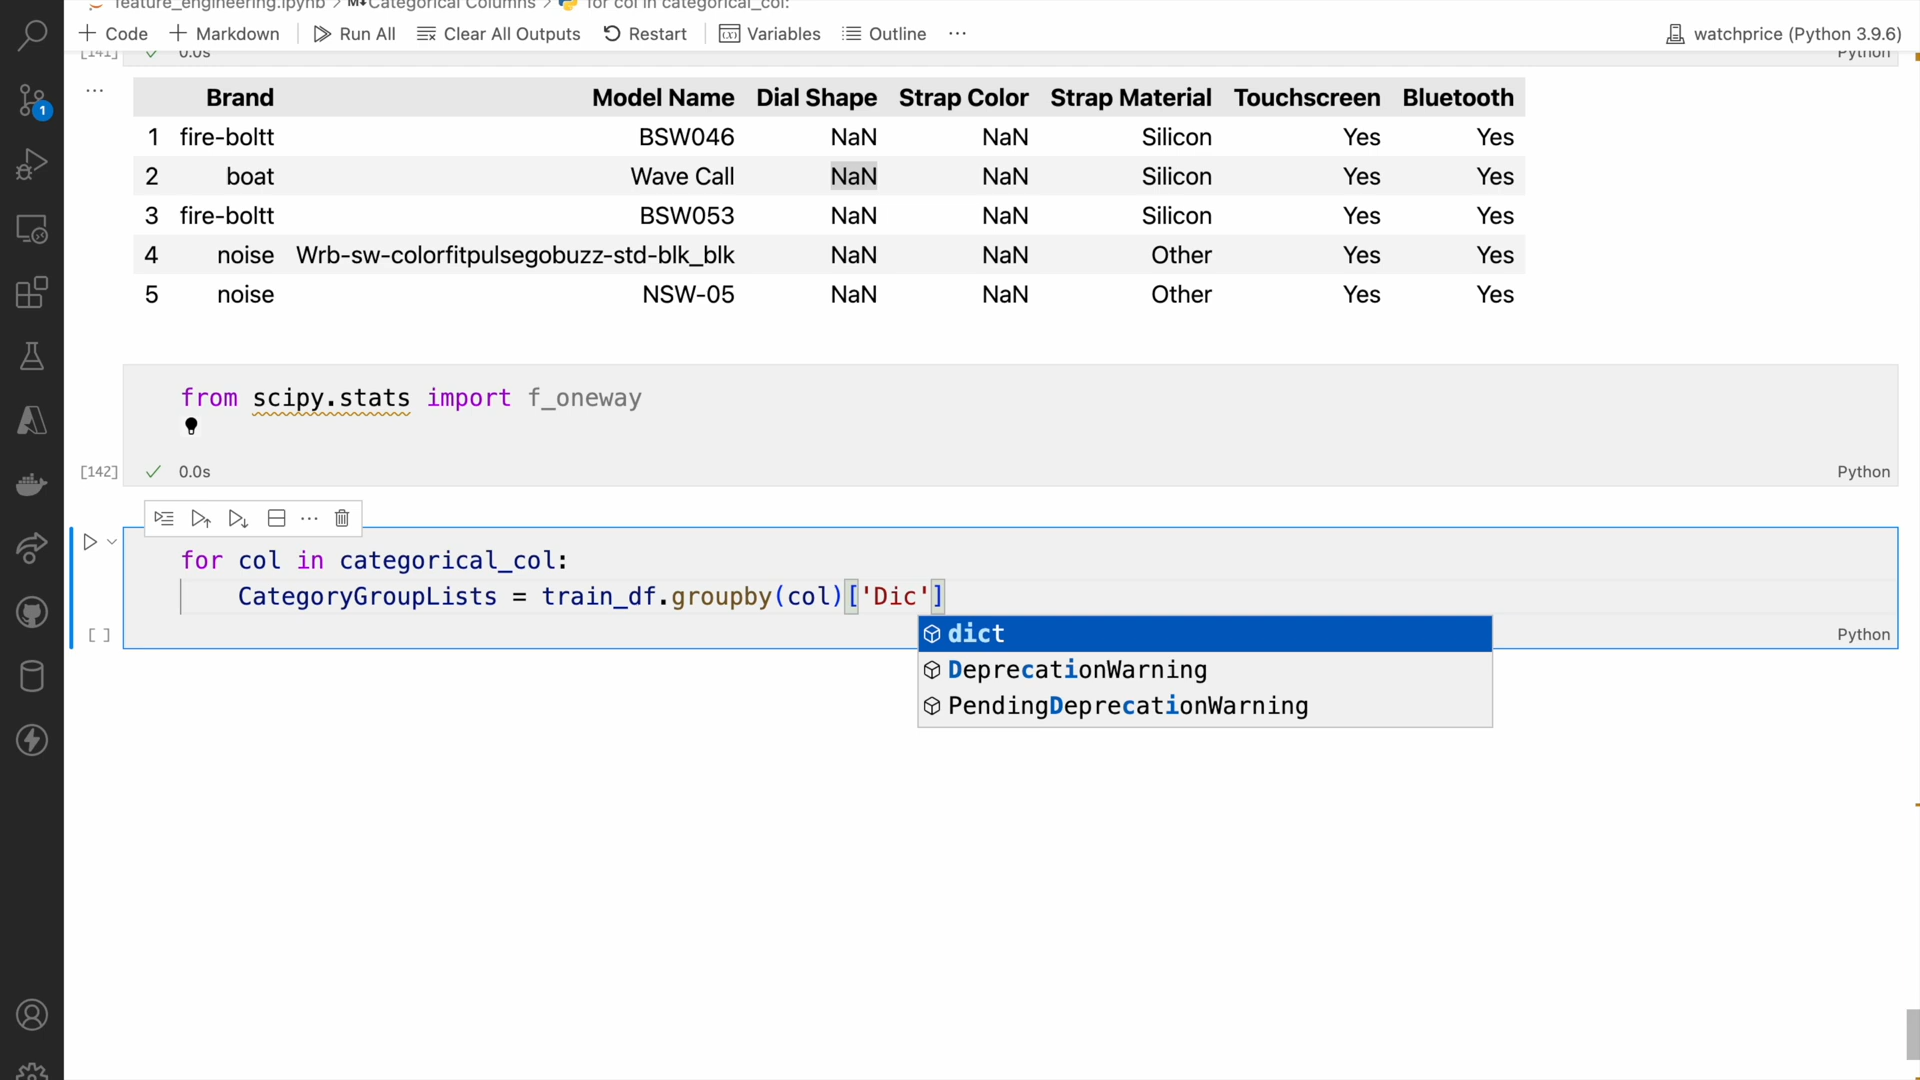 feature_engineering.ipynb > M↓Categorical Columns > for col in categorical_col:
+ Code + Markdown Run All Clear All Outputs Restart Variables Outline ... watchprice (Python 3.9.6)
[141] 0.0s Python
...
Brand Model Name Dial Shape Strap Color Strap Material Touchscreen Bluetooth
1 fire-boltt BSW046 NaN NaN Silicon Yes Yes
2 boat Wave Call NaN NaN Silicon Yes Yes
3 fire-boltt BSW053 NaN NaN Silicon Yes Yes
4 noise Wrb-sw-colorfitpulsegobuzz-std-blk_blk NaN NaN Other Yes Yes
5 noise NSW-05 NaN NaN Other Yes Yes
from scipy.stats import f_oneway
[142] 0.0s Python
...
for col in categorical_col:
CategoryGroupLists = train_df.groupby(col)['Dic']
[ ] Python
dict
DeprecationWarning
PendingDeprecationWarning
1